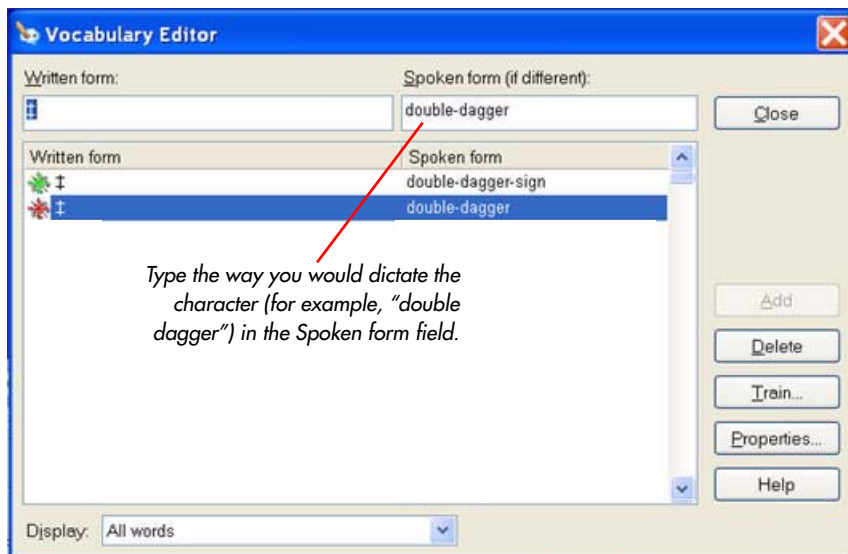 Vocabulary Editor
Written form: Spoken form (if different):
‡ double-dagger Close
Written form Spoken form
‡ double-dagger-sign
‡ double-dagger
Type the way you would dictate the
character (for example, “double
dagger”) in the Spoken form field.
Add
Delete
Train...
Properties...
Help
Display: All words